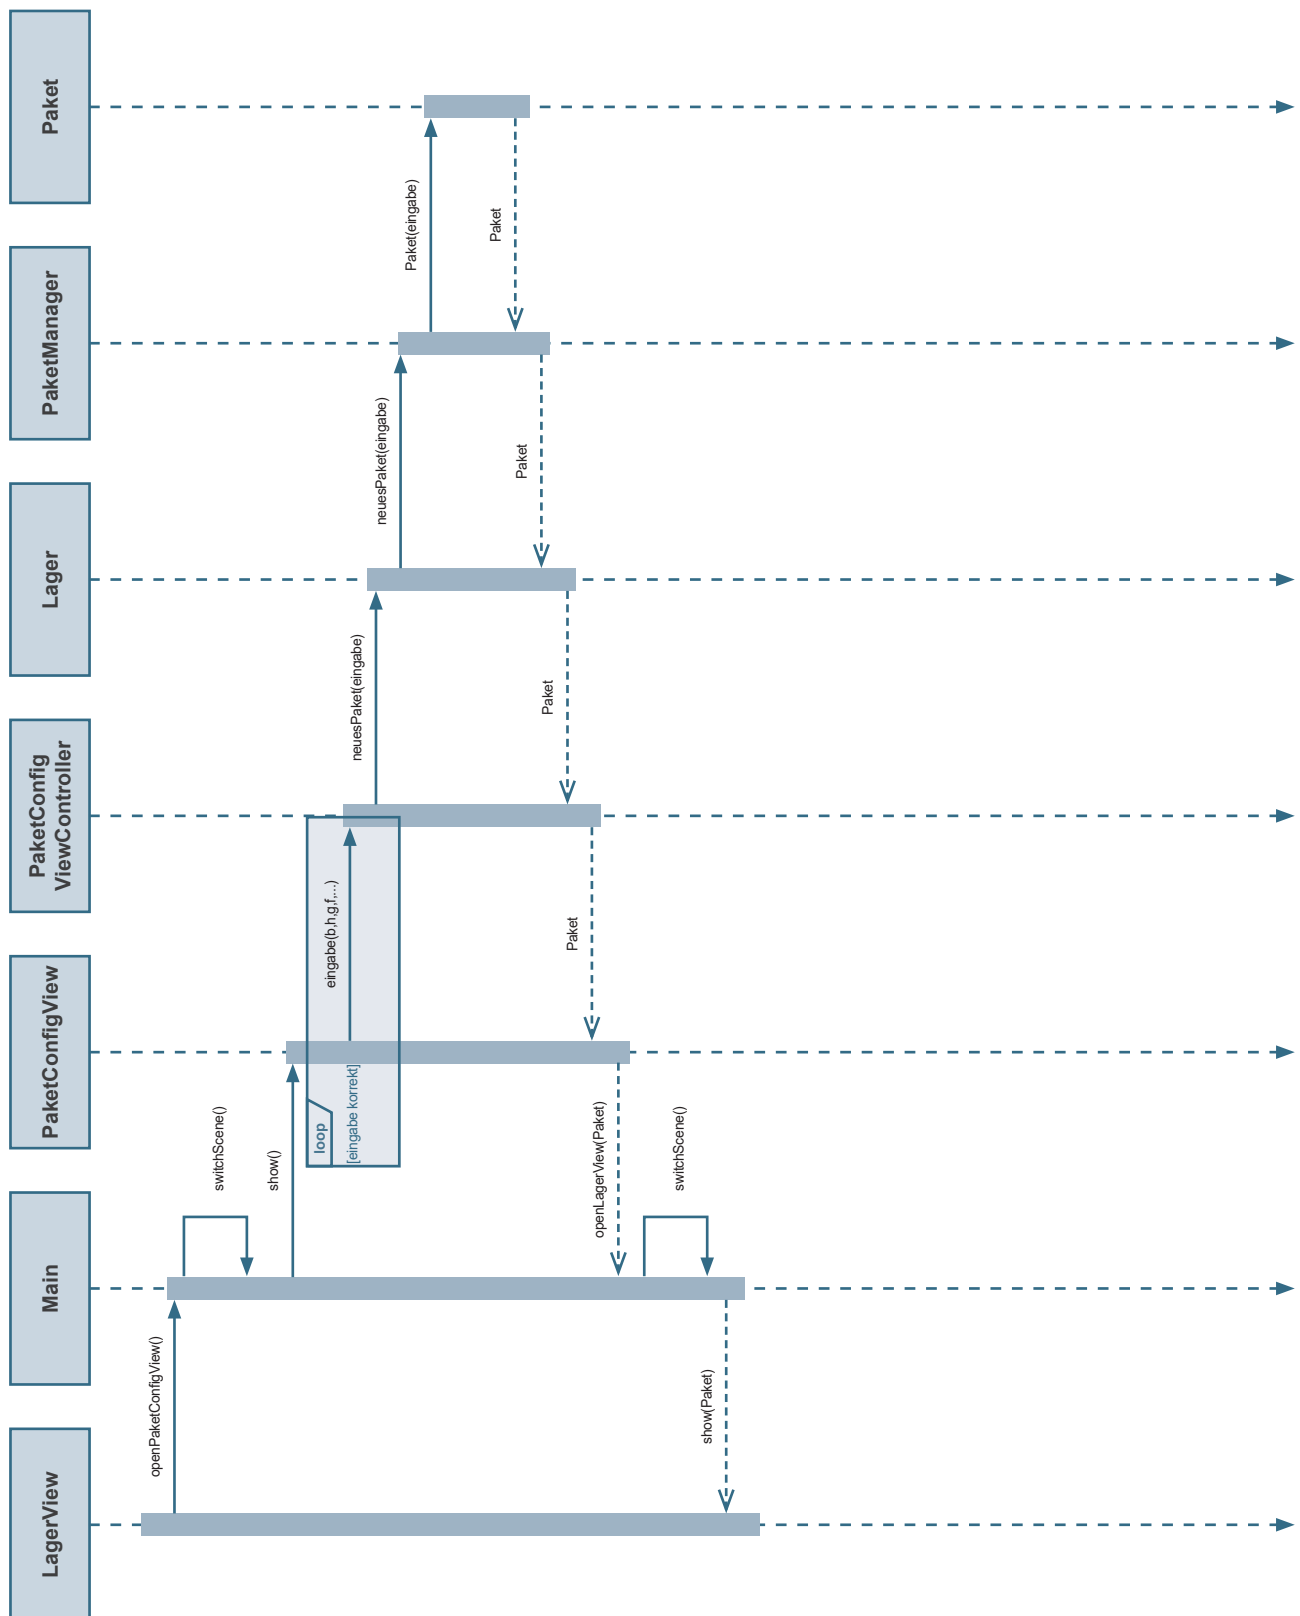 LagerView
Main
PaketConfigView
PaketConfig
ViewController
Lager
PaketManager
Paket
openPaketConfigView()
switchScene()
show()
loop
[eingabe korrekt]
eingabe(b,h,g,f,...)
neuesPaket(eingabe)
neuesPaket(eingabe)
Paket(eingabe)
Paket
Paket
Paket
Paket
openLagerView(Paket)
switchScene()
show(Paket)